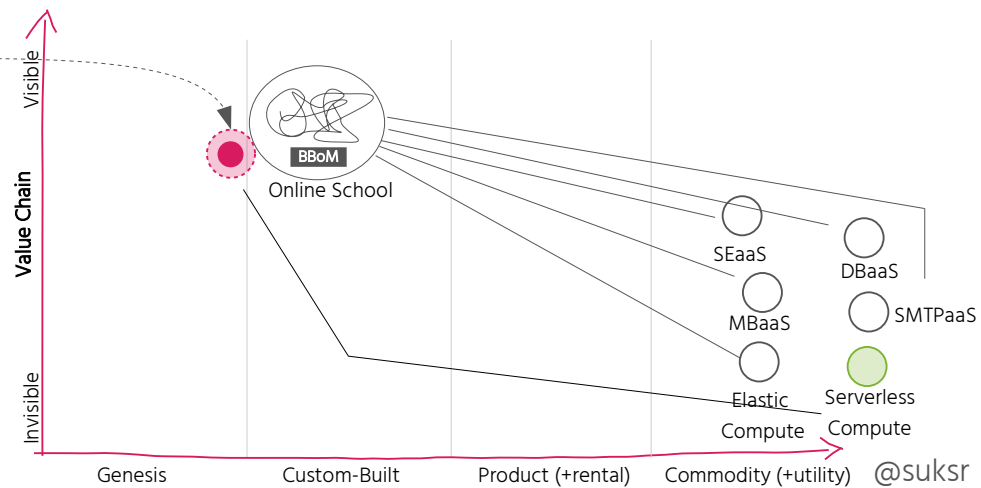 Visible
Value Chain
Invisible
BBoM
Online School
SEaaS
DBaaS
MBaaS
SMTPaaS
Elastic
Compute
Serverless
Compute
Genesis
Custom-Built
Product (+rental)
Commodity (+utility)
@suksr